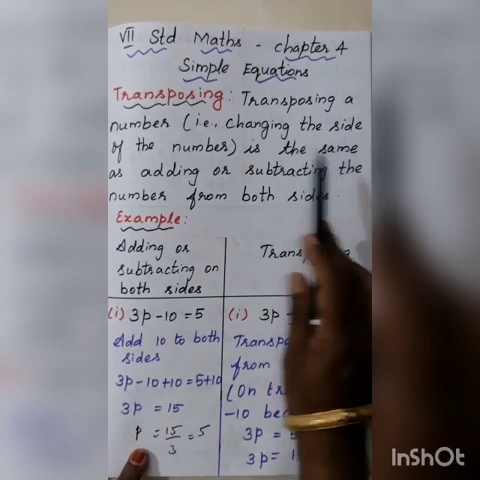 VII Std Maths - chapter 4
Simple Equations
Transposing: Transposing a
number (i.e., changing the side
of the number) is the same
as adding or subtracting the
number from both sides.
Example:
Adding or
subtracting on
both sides
(i) 3p - 10 = 5
Add 10 to both
sides
3p - 10 + 10 = 5 + 10
3p = 15
p = 15/3 = 5
(i) 3p
from
(On
-10
3p =
3p =
InShOt